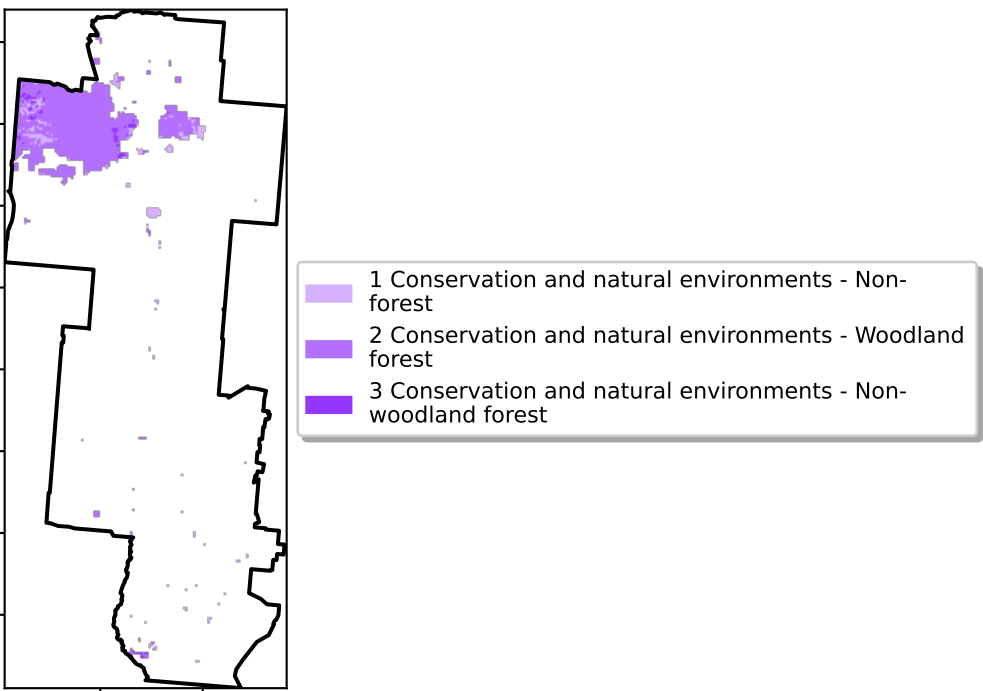 1 Conservation and natural environments - Non-
forest
2 Conservation and natural environments - Woodland
forest
3 Conservation and natural environments - Non-
woodland forest